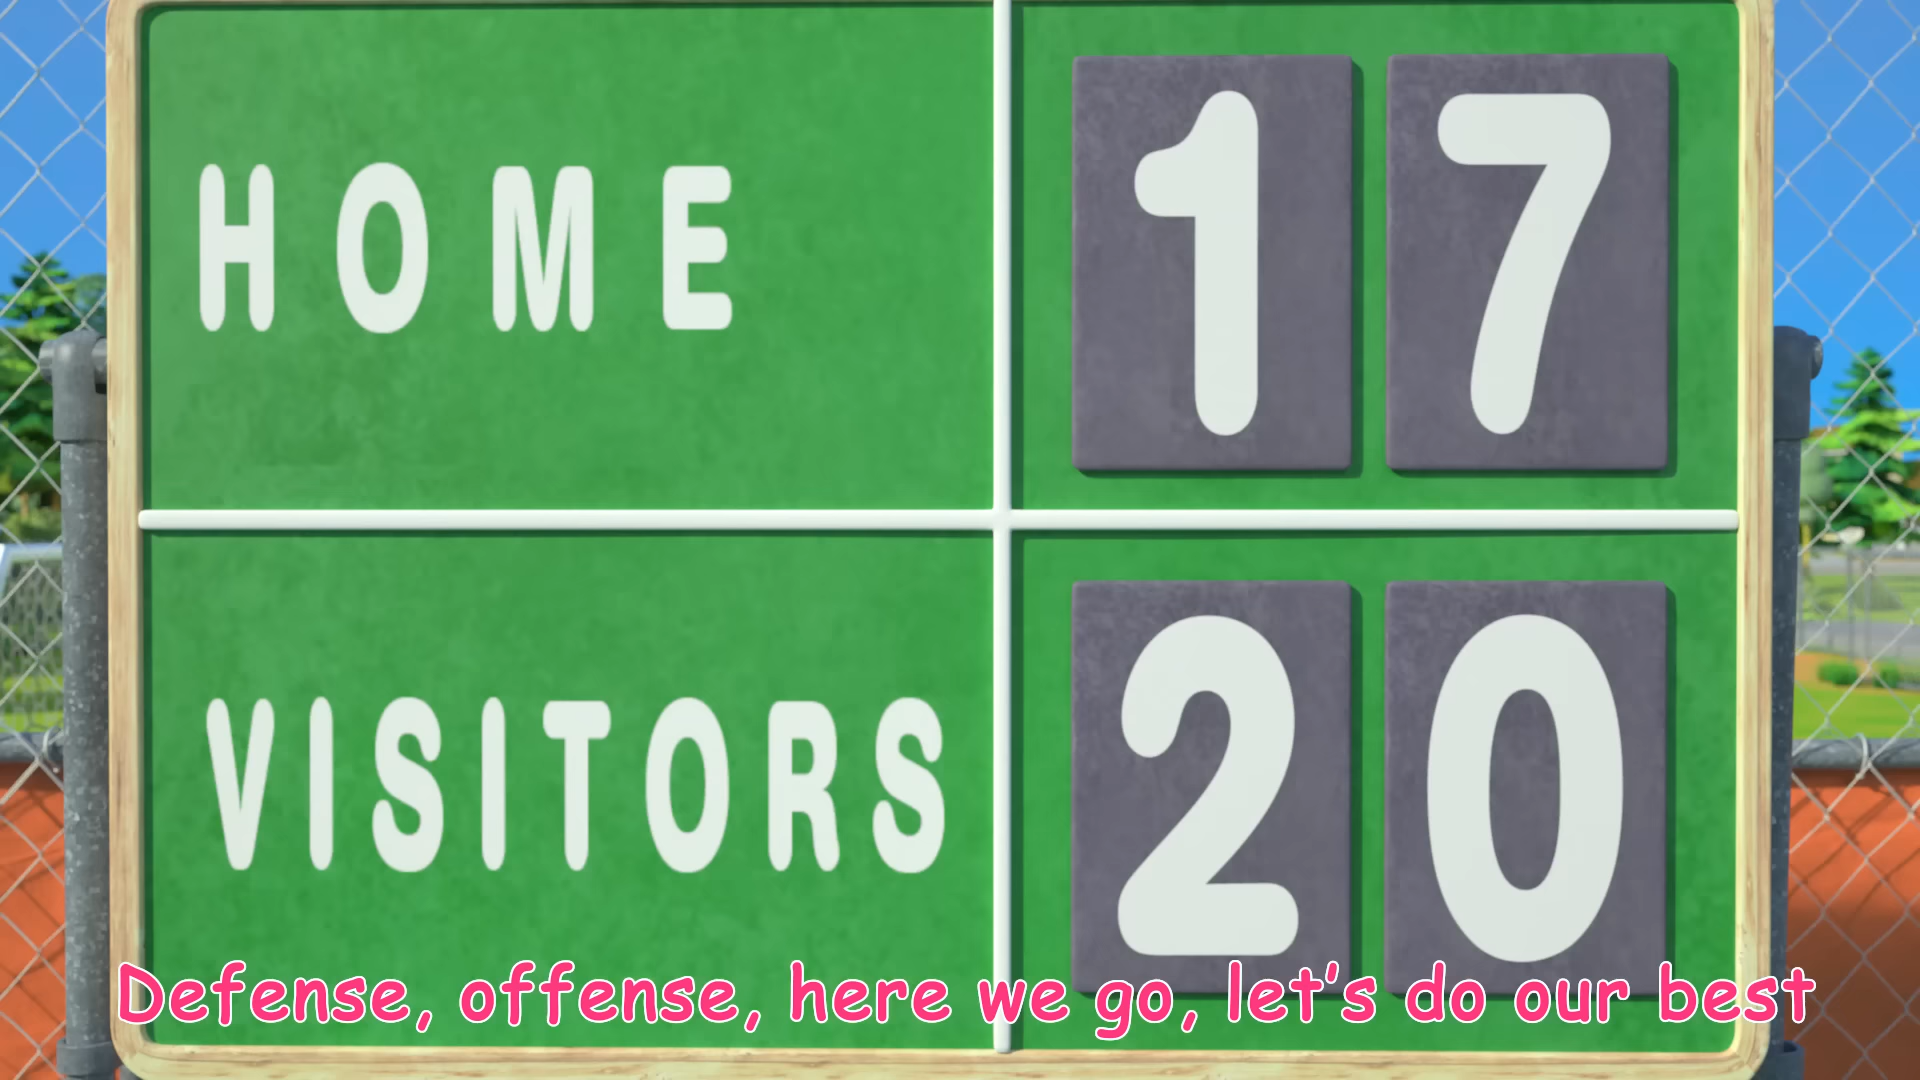 HOME 17
VISITORS 20
Defense, offense, here we go, let's do our best